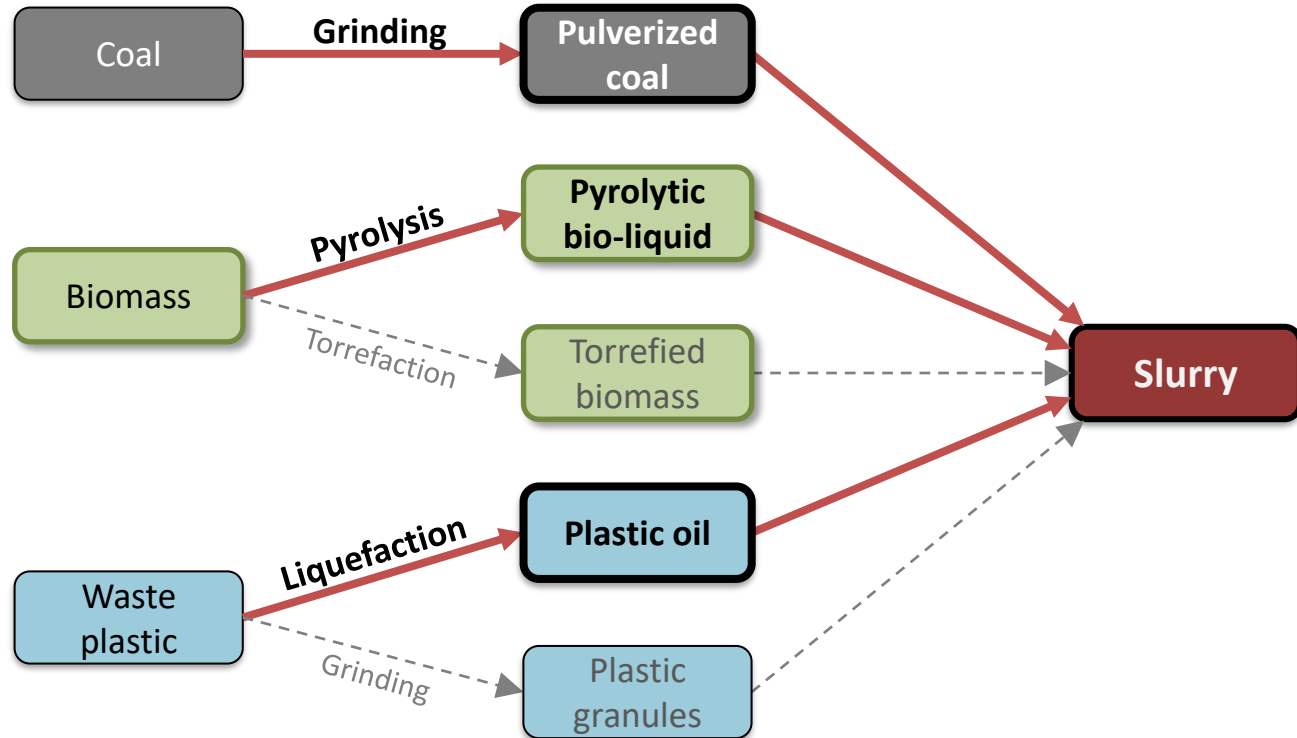 Coal
Grinding
Pulverized
coal
Pyrolysis
Pyrolytic
bio-liquid
Biomass
Torrefaction
Torrefied
biomass
Slurry
Liquefaction
Plastic oil
Waste
plastic
Grinding
Plastic
granules